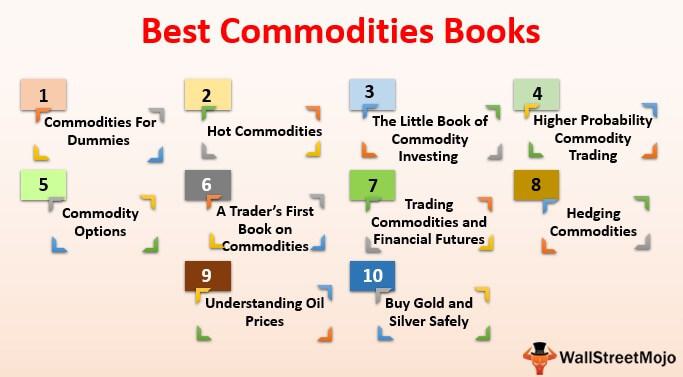 Best Commodities Books
1
Commodities For
Dummies
2
Hot Commodities
3
The Little Book of
Commodity
Investing
4
Higher Probability
Commodity
Trading
5
Commodity
Options
6
A Trader’s First
Book on
Commodities
7
Trading
Commodities and
Financial Futures
8
Hedging
Commodities
9
Understanding Oil
Prices
10
Buy Gold and
Silver Safely
WallStreetMojo